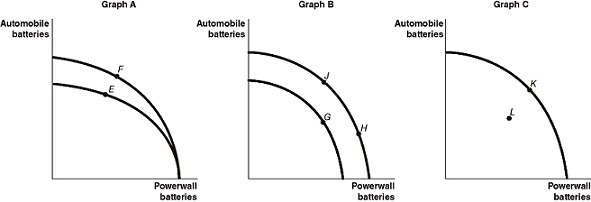 Graph A
Automobile
batteries
F
E
Powerwall
batteries
Graph B
Automobile
batteries
J
G
H
Powerwall
batteries
Graph C
Automobile
batteries
K
L
Powerwall
batteries